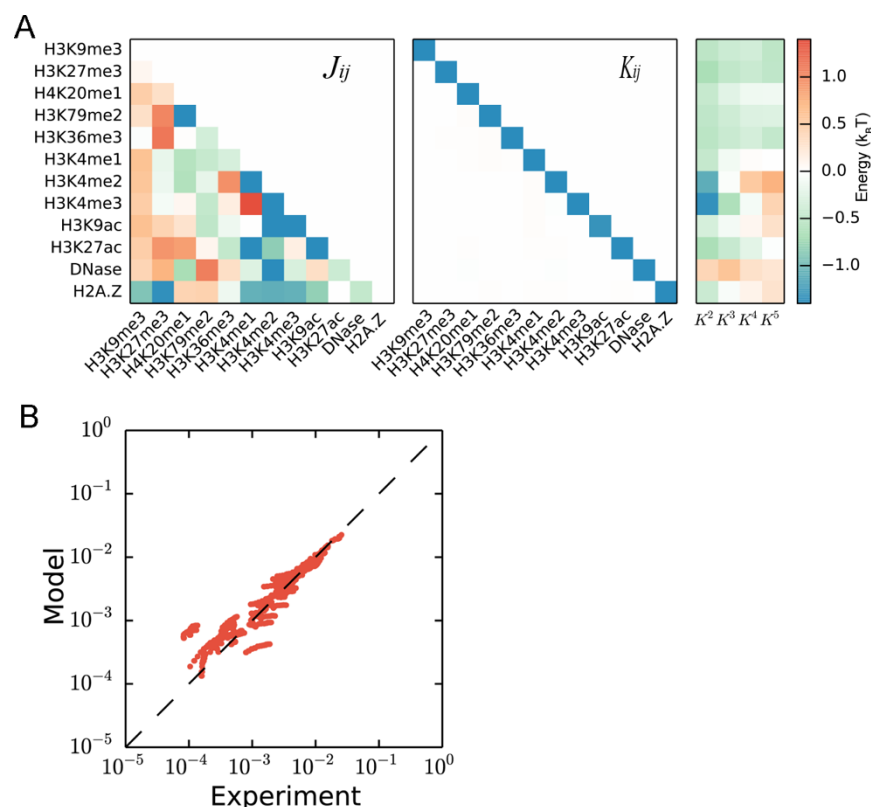 A
H3K9me3
H3K27me3
H4K20me1
H3K79me2
H3K36me3
H3K4me1
H3K4me2
H3K4me3
H3K9ac
H3K27ac
DNase
H2A.Z
Jij
Kij
1.0
0.5
0.0
−0.5
−1.0
Energy (kBT)
H3K9me3
H3K27me3
H4K20me1
H3K79me2
H3K36me3
H3K4me1
H3K4me2
H3K4me3
H3K9ac
H3K27ac
DNase
H2A.Z
H3K9me3
H3K27me3
H4K20me1
H3K79me2
H3K36me3
H3K4me1
H3K4me2
H3K4me3
H3K9ac
H3K27ac
DNase
H2A.Z
K² K³ K⁴ K⁵
B
10⁰
10⁻¹
10⁻²
10⁻³
10⁻⁴
10⁻⁵
Model
10⁻⁵ 10⁻⁴ 10⁻³ 10⁻² 10⁻¹ 10⁰
Experiment